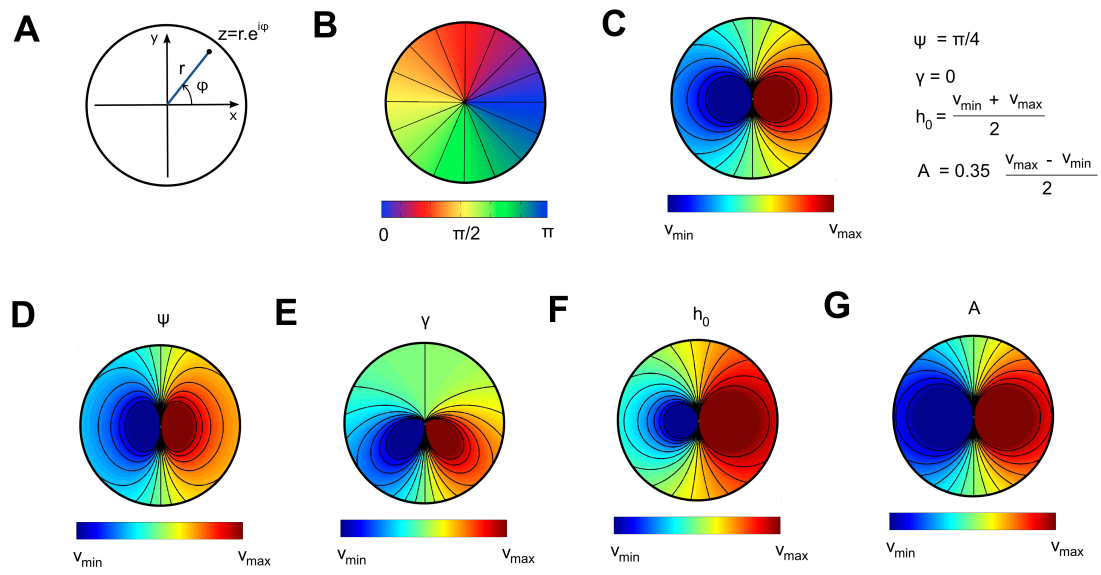 A
y
z=r.e^iφ
r
φ
x
B
0
π/2
π
C
v_min
v_max
ψ = π/4
γ = 0
h_0 = (v_min + v_max)/2
A = 0.35 (v_max - v_min)/2
D
ψ
v_min
v_max
E
γ
v_min
v_max
F
h_0
v_min
v_max
G
A
v_min
v_max